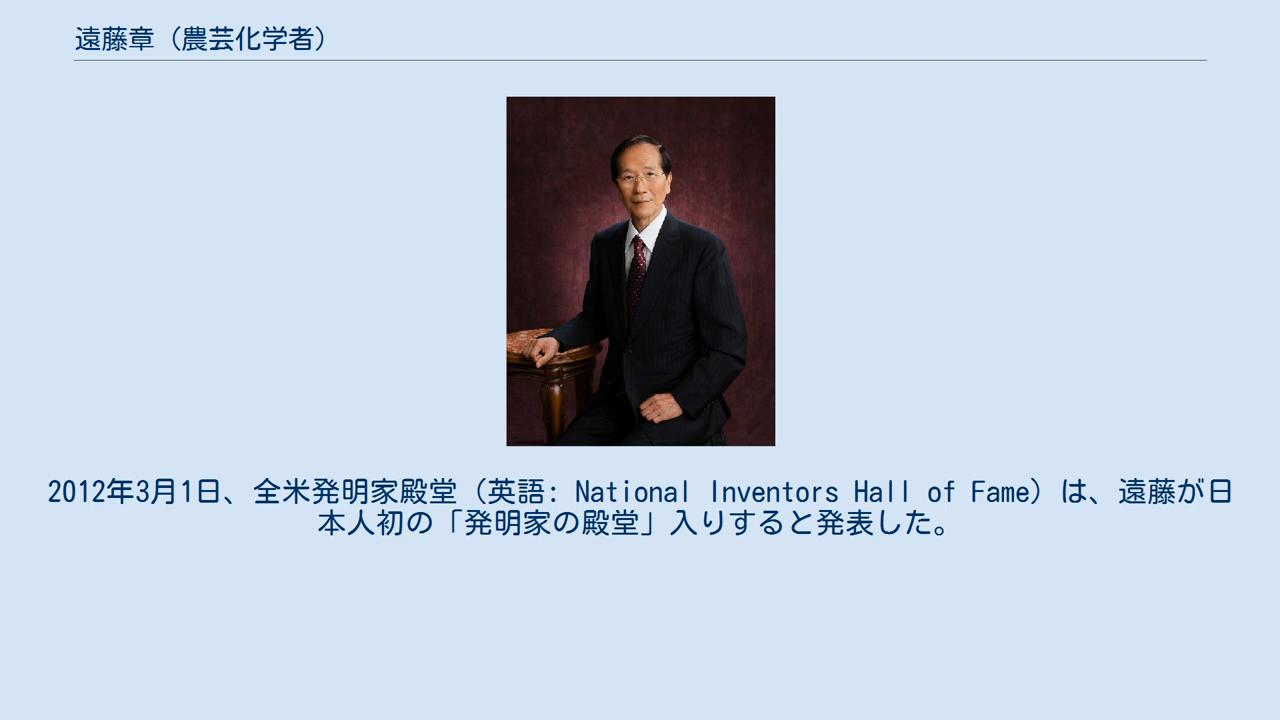 遠藤章（農芸化学者）
2012年3月1日、全米発明家殿堂（英語: National Inventors Hall of Fame）は、遠藤が日
本人初の「発明家の殿堂」入りすると発表した。